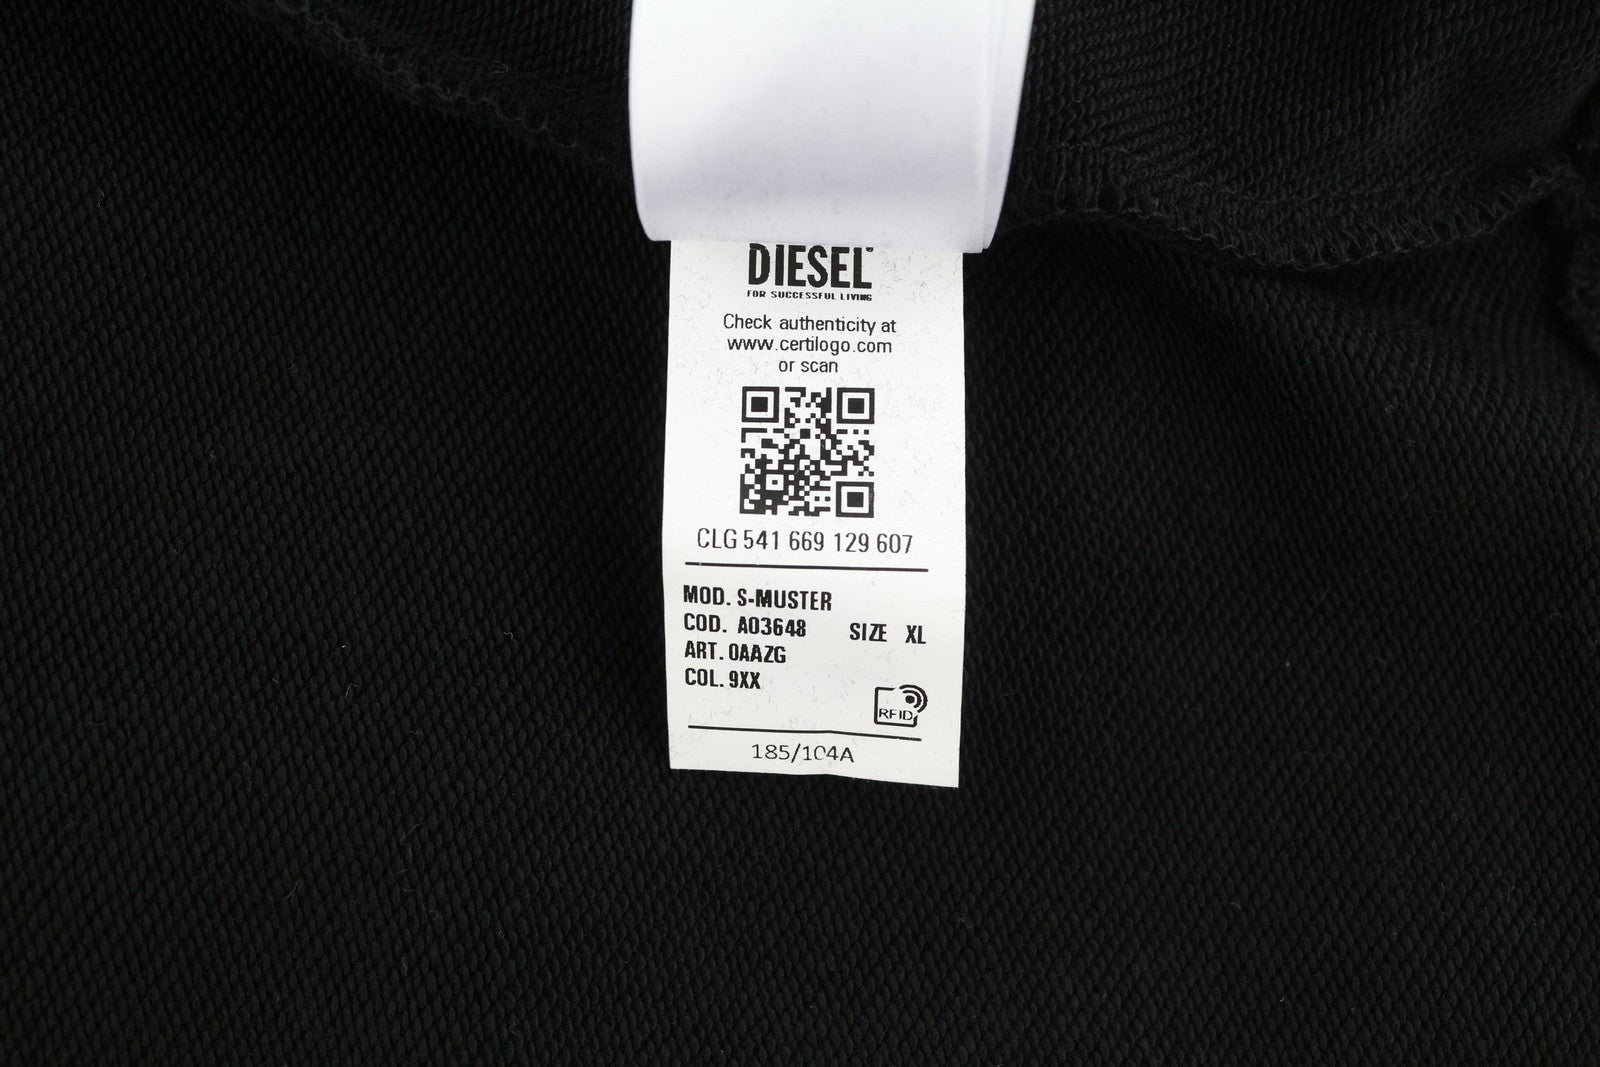 DIESEL
FOR SUCCESSFUL LIVING
Check authenticity at
www.certilogo.com
or scan
CLG 541 669 129 607
MOD. S-MUSTER
COD. A03648 SIZE XL
ART. 0AAZG
COL. 9XX
RFID
185/104A